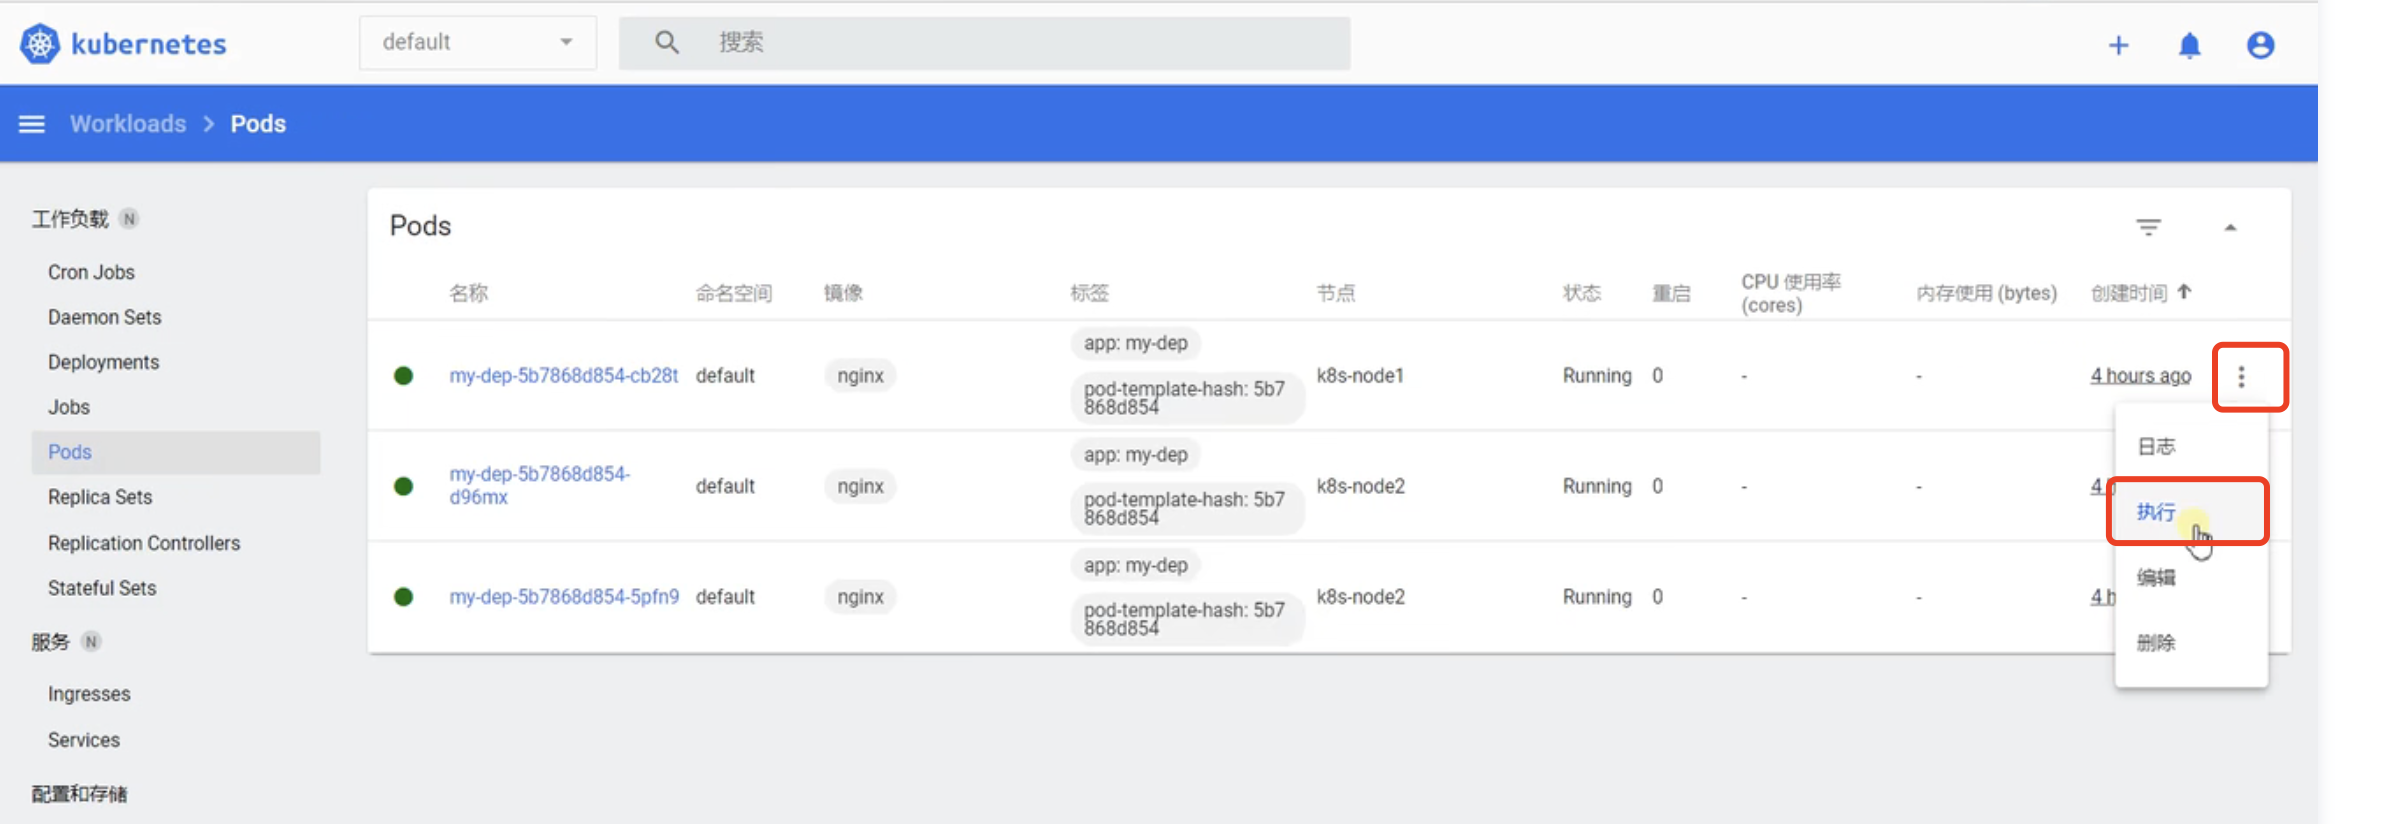 kubernetes
default
搜索
Workloads > Pods
工作负载 N
Cron Jobs
Daemon Sets
Deployments
Jobs
Pods
Replica Sets
Replication Controllers
Stateful Sets
服务 N
Ingresses
Services
配置和存储
Pods
名称 命名空间 镜像 标签 节点 状态 重启 CPU 使用率 (cores) 内存使用 (bytes) 创建时间
my-dep-5b7868d854-cb28t default nginx app: my-dep
pod-template-hash: 5b7
868d854
k8s-node1 Running 0 - - 4 hours ago
my-dep-5b7868d854-
d96mx
default nginx app: my-dep
pod-template-hash: 5b7
868d854
k8s-node2 Running 0 - - 4
my-dep-5b7868d854-5pfn9 default nginx app: my-dep
pod-template-hash: 5b7
868d854
k8s-node2 Running 0 - - 4 h
日志
执行
编辑
删除